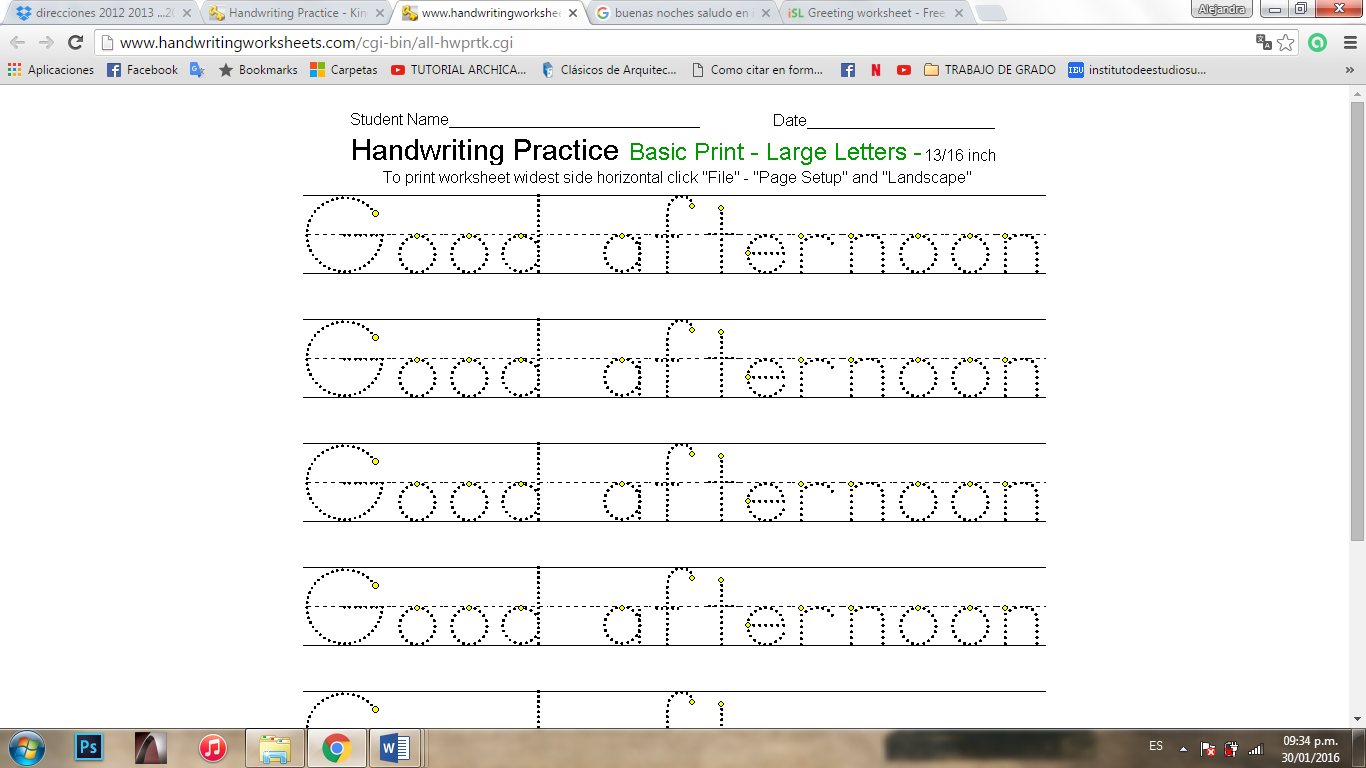 direcciones 2012 2013 ...20
Handwriting Practice - Kin
www.handwritingworkshee
buenas noches saludo en i
iSL Greeting worksheet - Free
Alejandra
www.handwritingworksheets.com/cgi-bin/all-hwprtk.cgi
Aplicaciones Facebook Bookmarks Carpetas TUTORIAL ARCHICA... Clásicos de Arquitec... Como citar en form... N TRABAJO DE GRADO IEU institutodeestudiosu... »
Student Name____________________ Date____________________
Handwriting Practice Basic Print - Large Letters - 13/16 inch
To print worksheet widest side horizontal click "File" - "Page Setup" and "Landscape"
Good afternoon
Good afternoon
Good afternoon
Good afternoon
Ps
W
ES
09:34 p.m.
30/01/2016